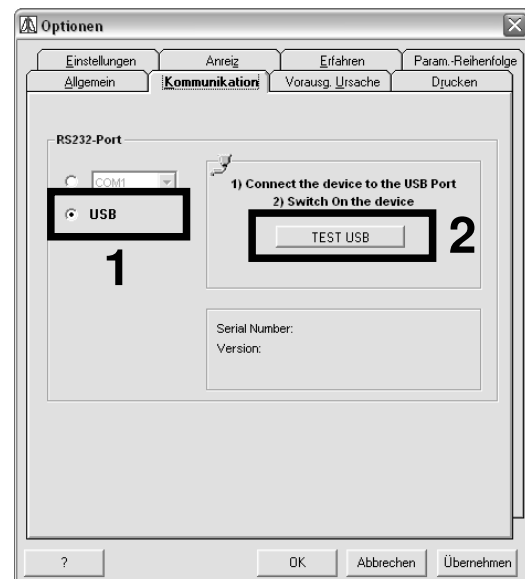 Optionen
Einstellungen Anreiz Erfahren Param.-Reihenfolge
Allgemein Kommunikation Vorausg. Ursache Drucken
RS232-Port
COM1
1) Connect the device to the USB Port
2) Switch On the device
USB
TEST USB
2
1
Serial Number:
Version:
? OK Abbrechen Übernehmen